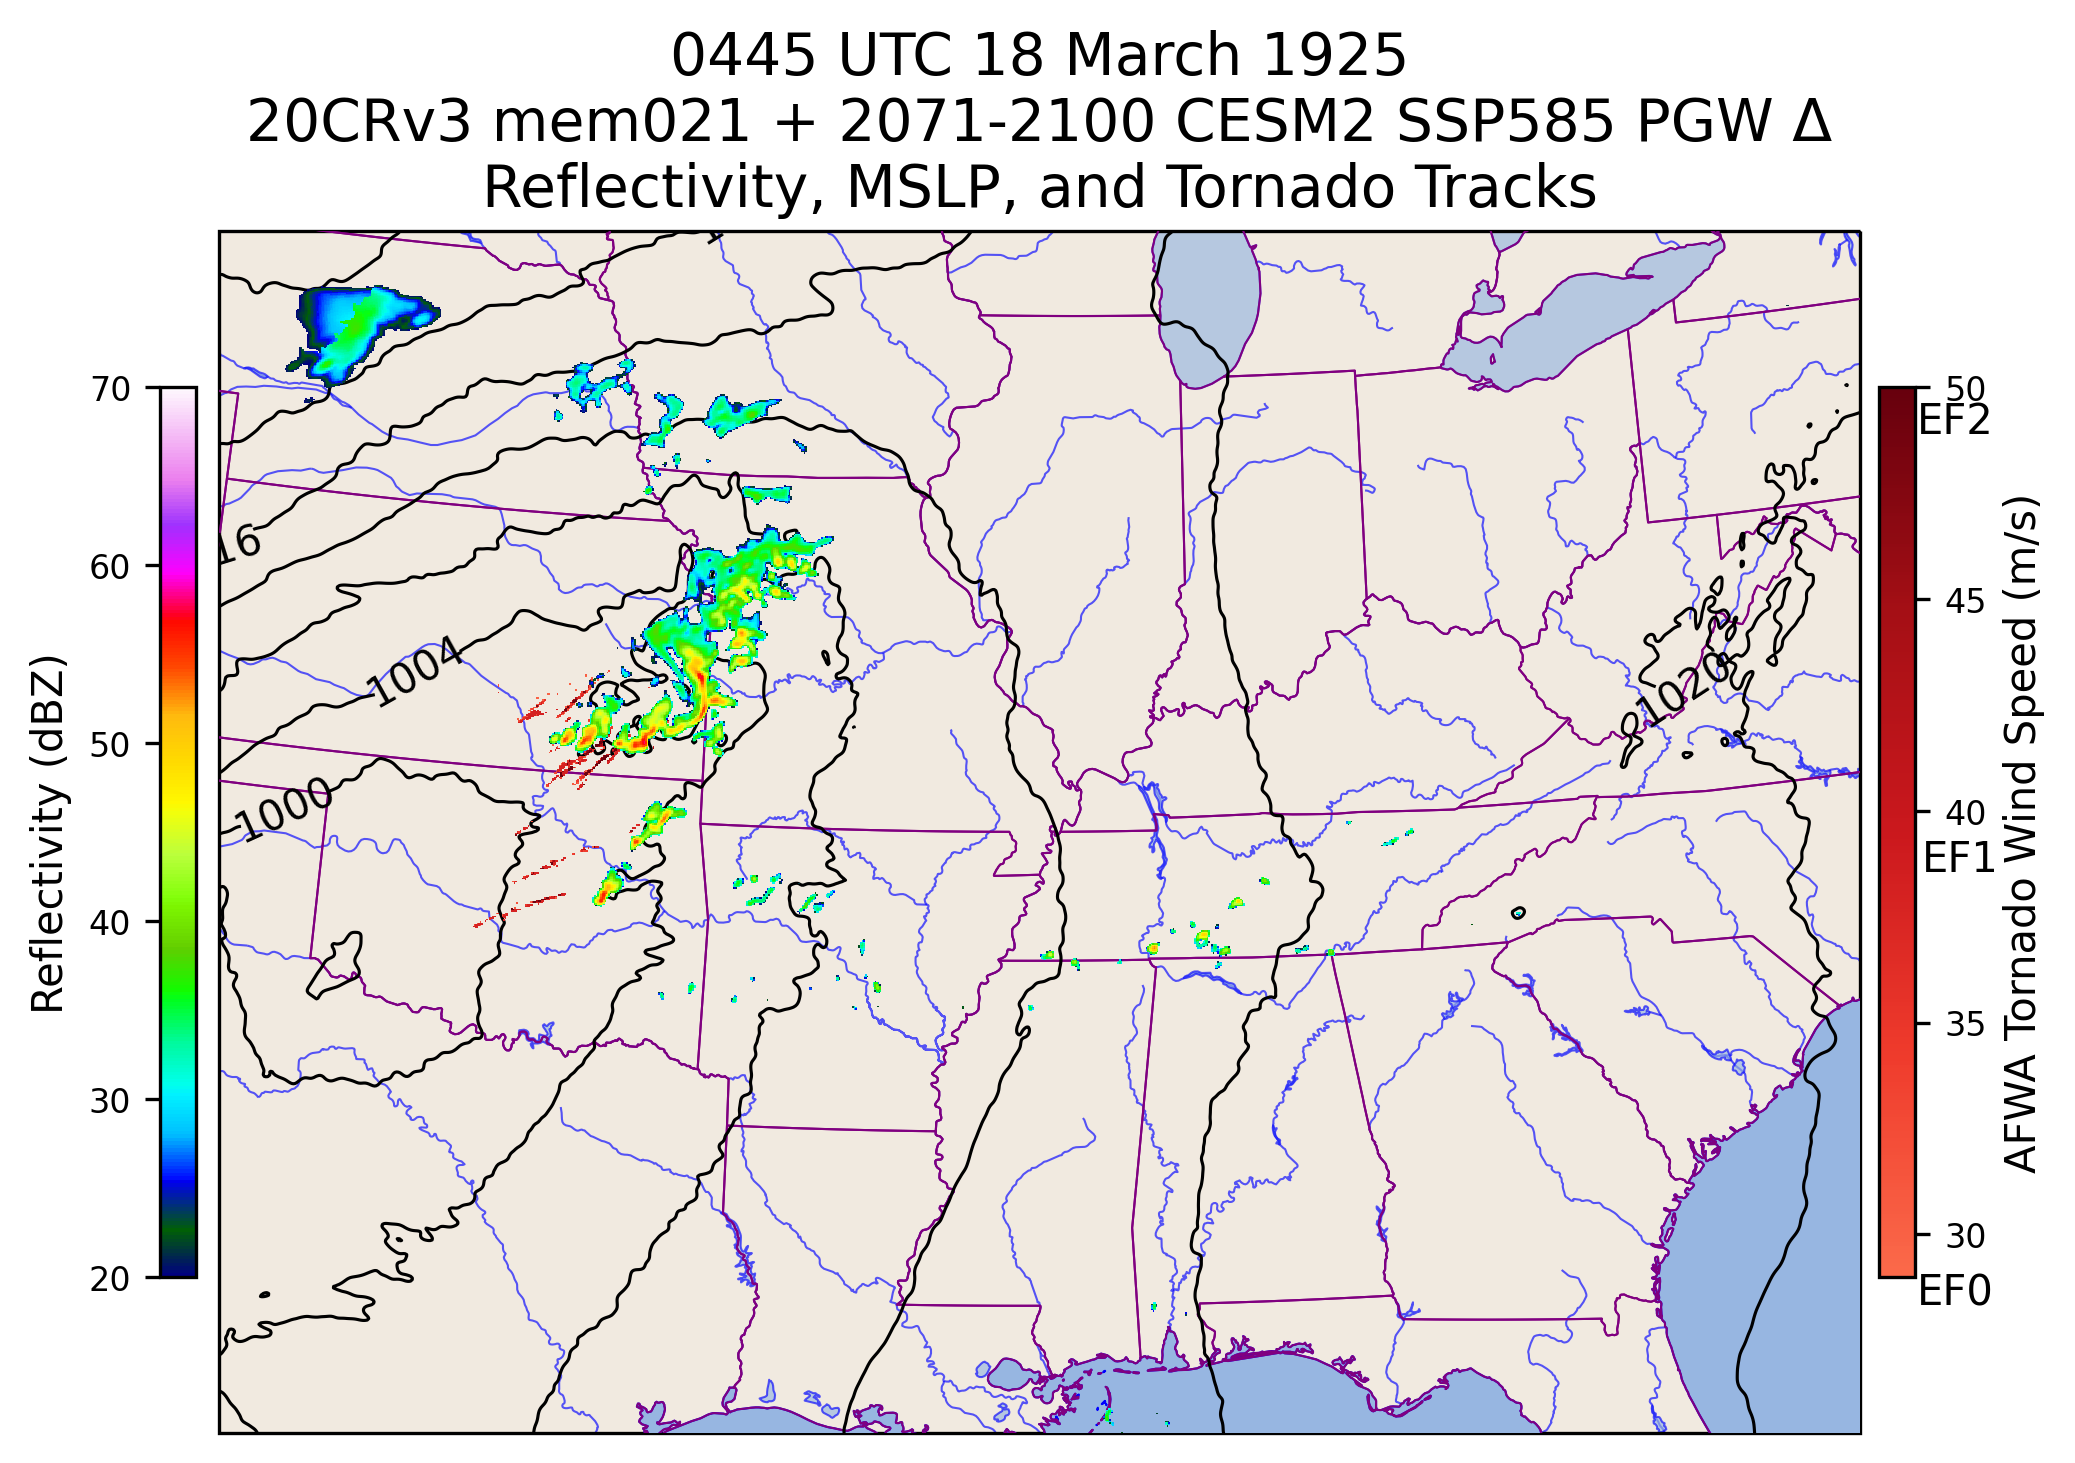 0445 UTC 18 March 1925
20CRv3 mem021 + 2071-2100 CESM2 SSP585 PGW Δ
Reflectivity, MSLP, and Tornado Tracks
70
60
50
40
30
20
Reflectivity (dBZ)
16
1004
1000
1020
50
EF2
45
40
EF1
35
30
EF0
AFWA Tornado Wind Speed (m/s)